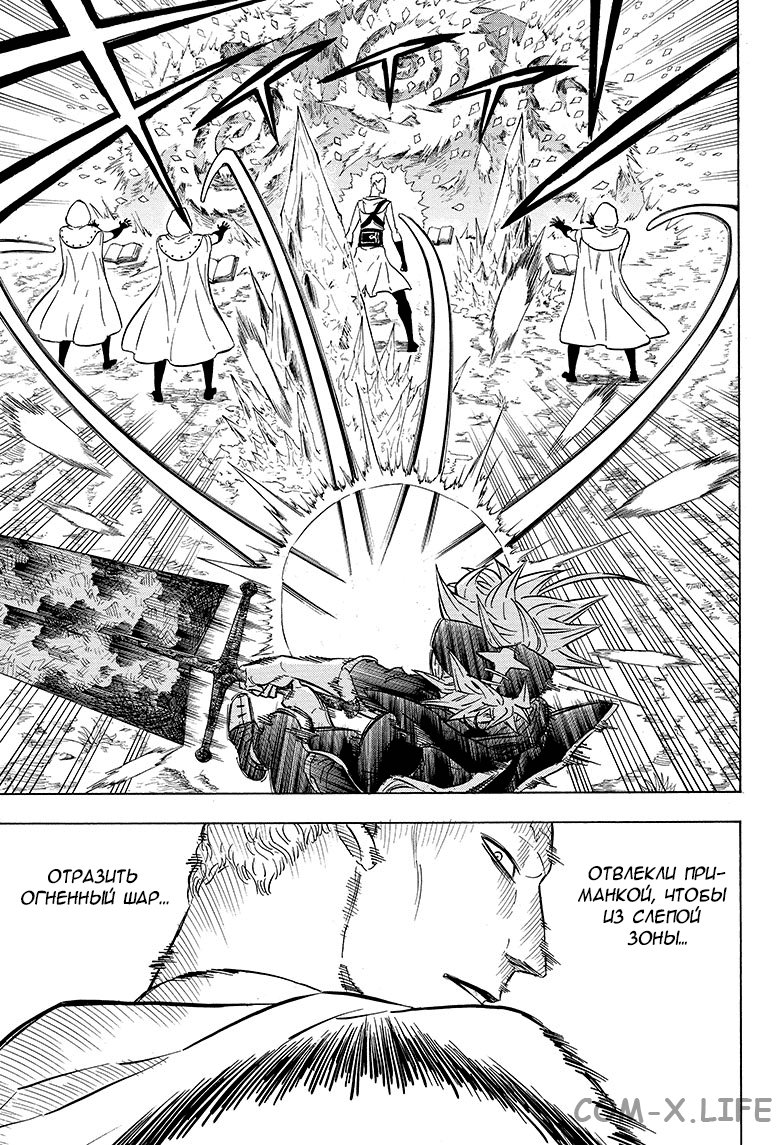 ОТВЛЕКЛИ ПРИ-
МАНКОЙ, ЧТОБЫ
ИЗ СЛЕПОЙ
ЗОНЫ...
ОТРАЗИТЬ
ОГНЕННЫЙ ШАР...
COM-X.LIFE